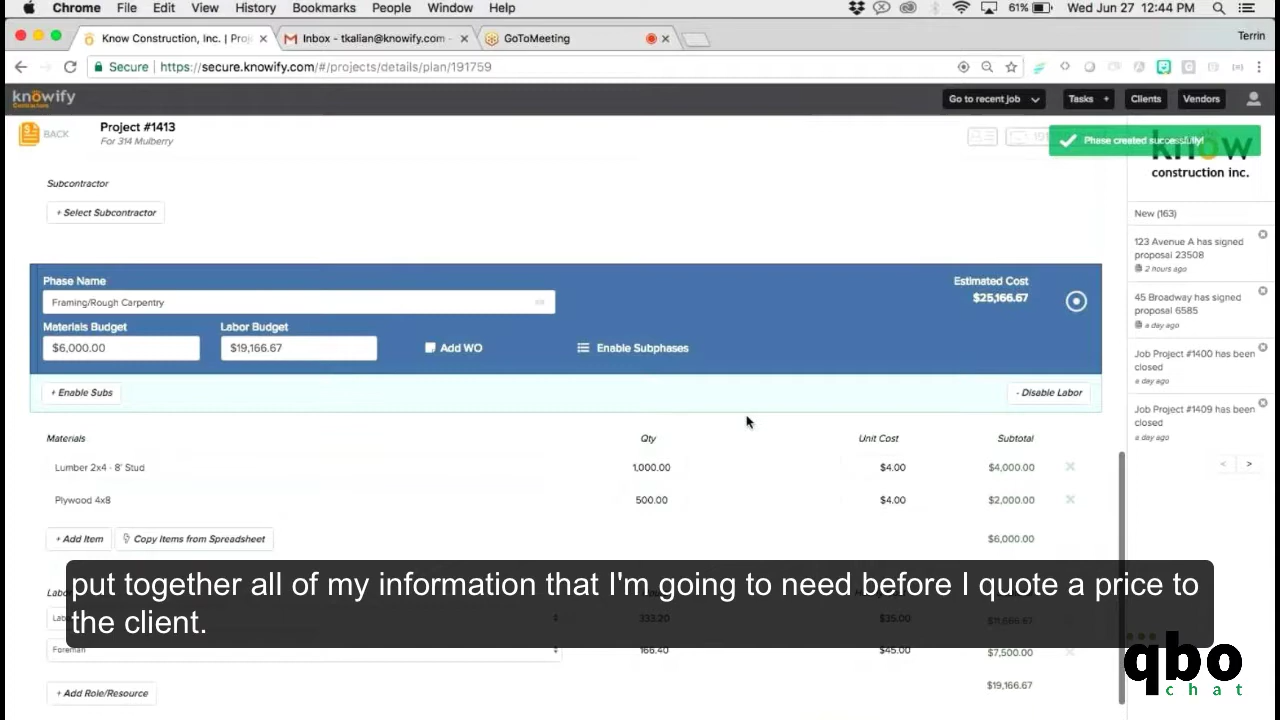 Chrome File Edit View History Bookmarks People Window Help 61% Wed Jun 27 12:44 PM
Know Construction, Inc. | Proj Inbox - tkalian@knowify.com - GoToMeeting Terrin
Secure https://secure.knowify.com/#/projects/details/plan/191759
knowify
Go to recent job Tasks + Clients Vendors
BACK
Project #1413
For 314 Mulberry
Phase created successfully!
know
construction inc.
Subcontractor
+ Select Subcontractor
New (163)
123 Avenue A has signed
proposal 23508
2 hours ago
45 Broadway has signed
proposal 6585
a day ago
Job Project #1400 has been
closed
a day ago
Job Project #1409 has been
closed
a day ago
< >
Phase Name Estimated Cost
Framing/Rough Carpentry $25,166.67
Materials Budget Labor Budget
$6,000.00 $19,166.67 Add WO Enable Subphases
+ Enable Subs - Disable Labor
Materials Qty Unit Cost Subtotal
Lumber 2x4 - 8' Stud 1,000.00 $4.00 $4,000.00
Plywood 4x8 500.00 $4.00 $2,000.00
+ Add Item Copy Items from Spreadsheet $6,000.00
put together all of my information that I'm going to need before I quote a price to
the client.
333.20 $35.00 $11,666.67
Foreman 166.40 $45.00 $7,500.00
+ Add Role/Resource $19,166.67
qbo
chat